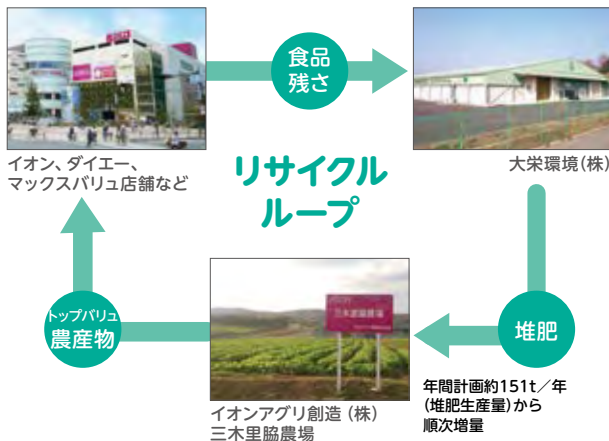 食品
残さ
イオン、ダイエー、
マックスバリュ店舗など
大栄環境(株)
リサイクル
ループ
トップバリュ
農産物
三木里脇農場
堆肥
年間計画約151t／年
(堆肥生産量)から
順次増量
イオンアグリ創造 (株)
三木里脇農場